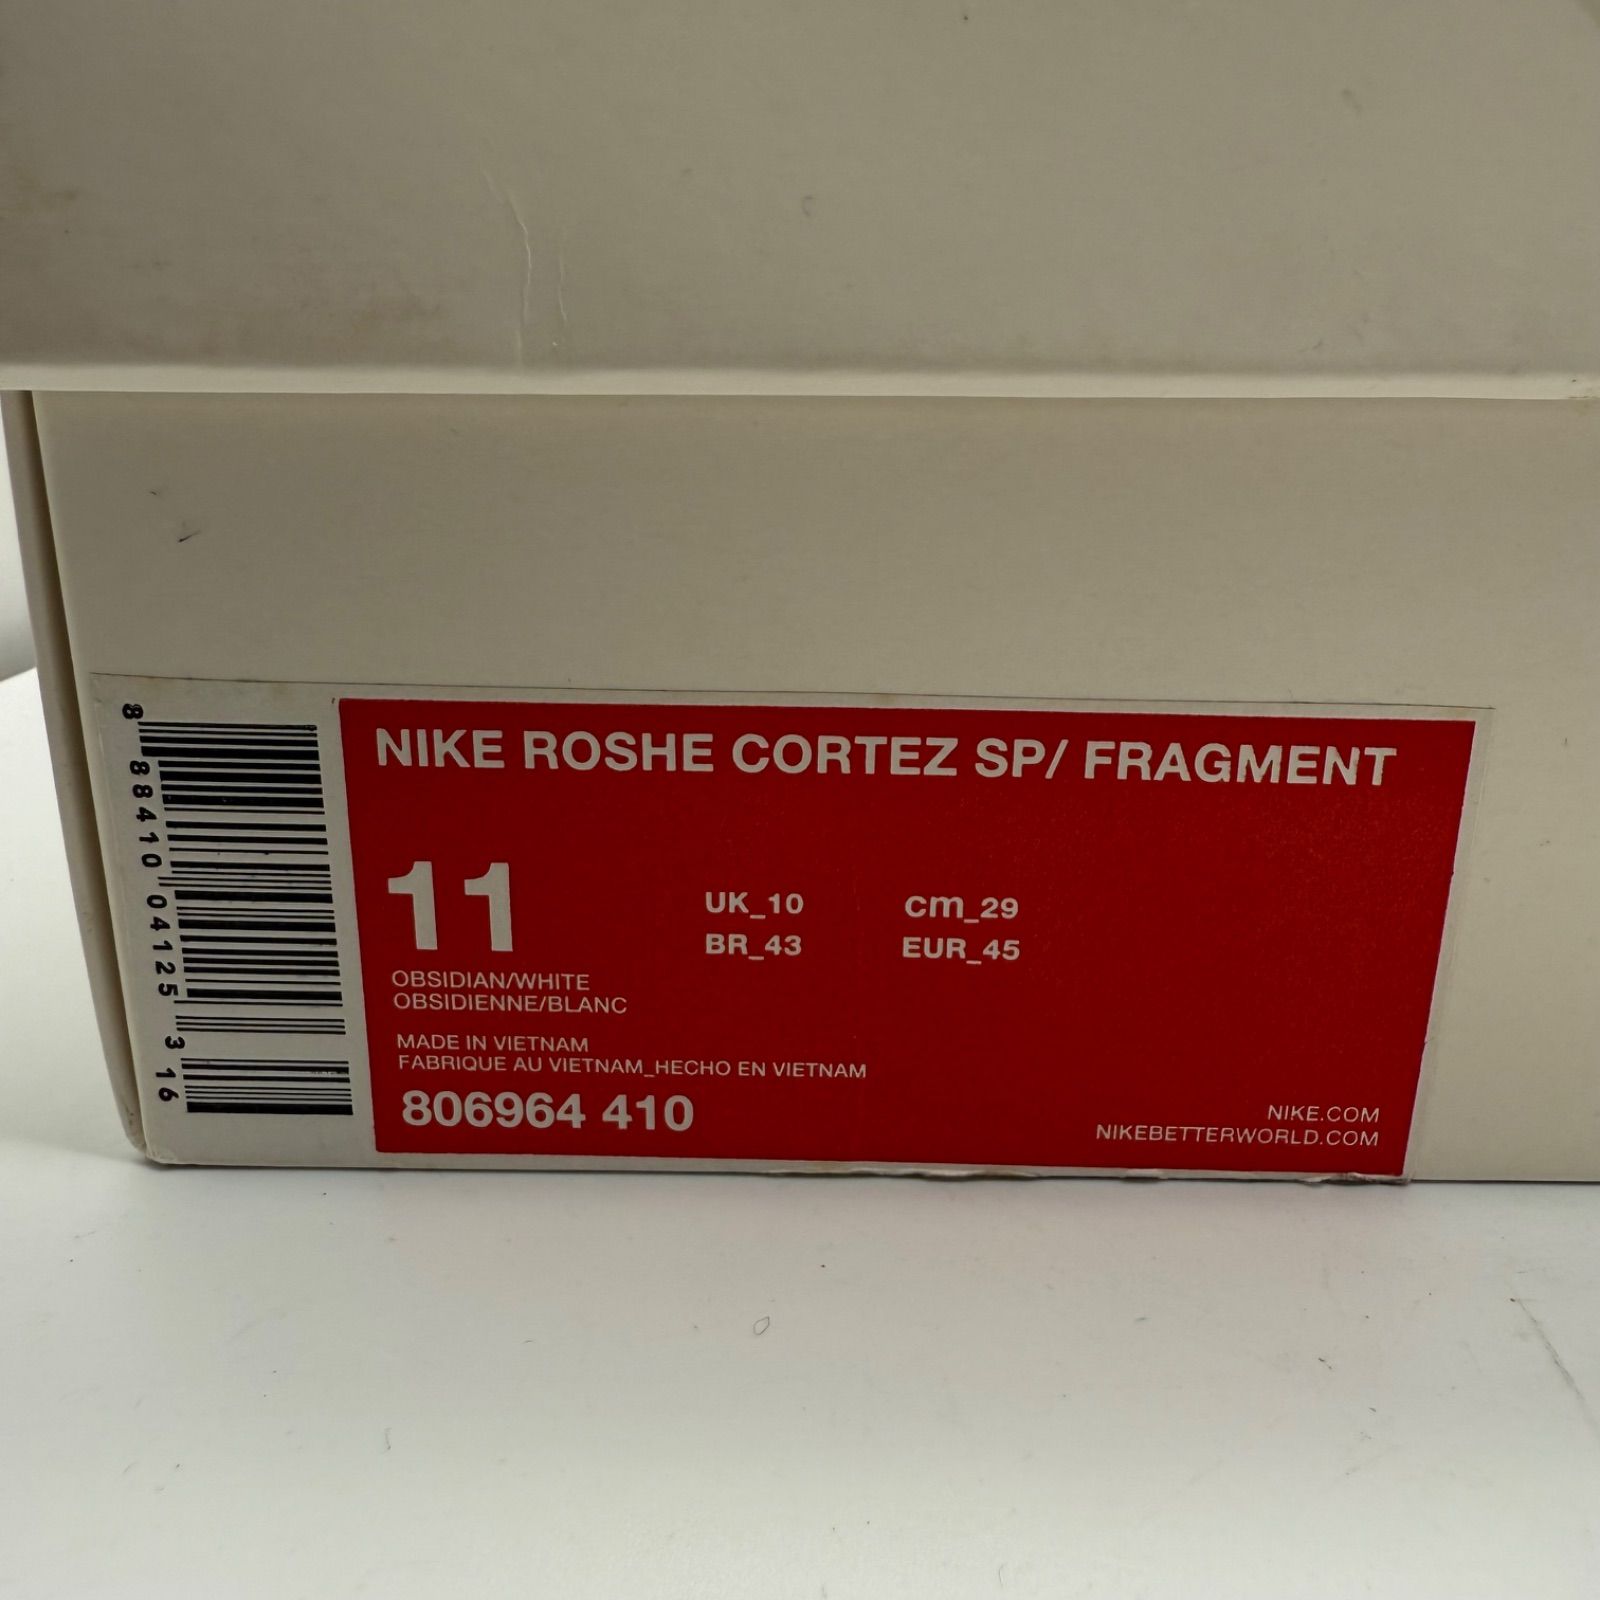 NIKE ROSHE CORTEZ SP/ FRAGMENT
11
UK_10
cm_29
BR_43
EUR_45
OBSIDIAN/WHITE
OBSIDIENNE/BLANC
MADE IN VIETNAM
FABRIQUE AU VIETNAM_HECHO EN VIETNAM
806964 410
NIKE.COM
NIKEBETTERWORLD.COM
8 88410 04125 3 16